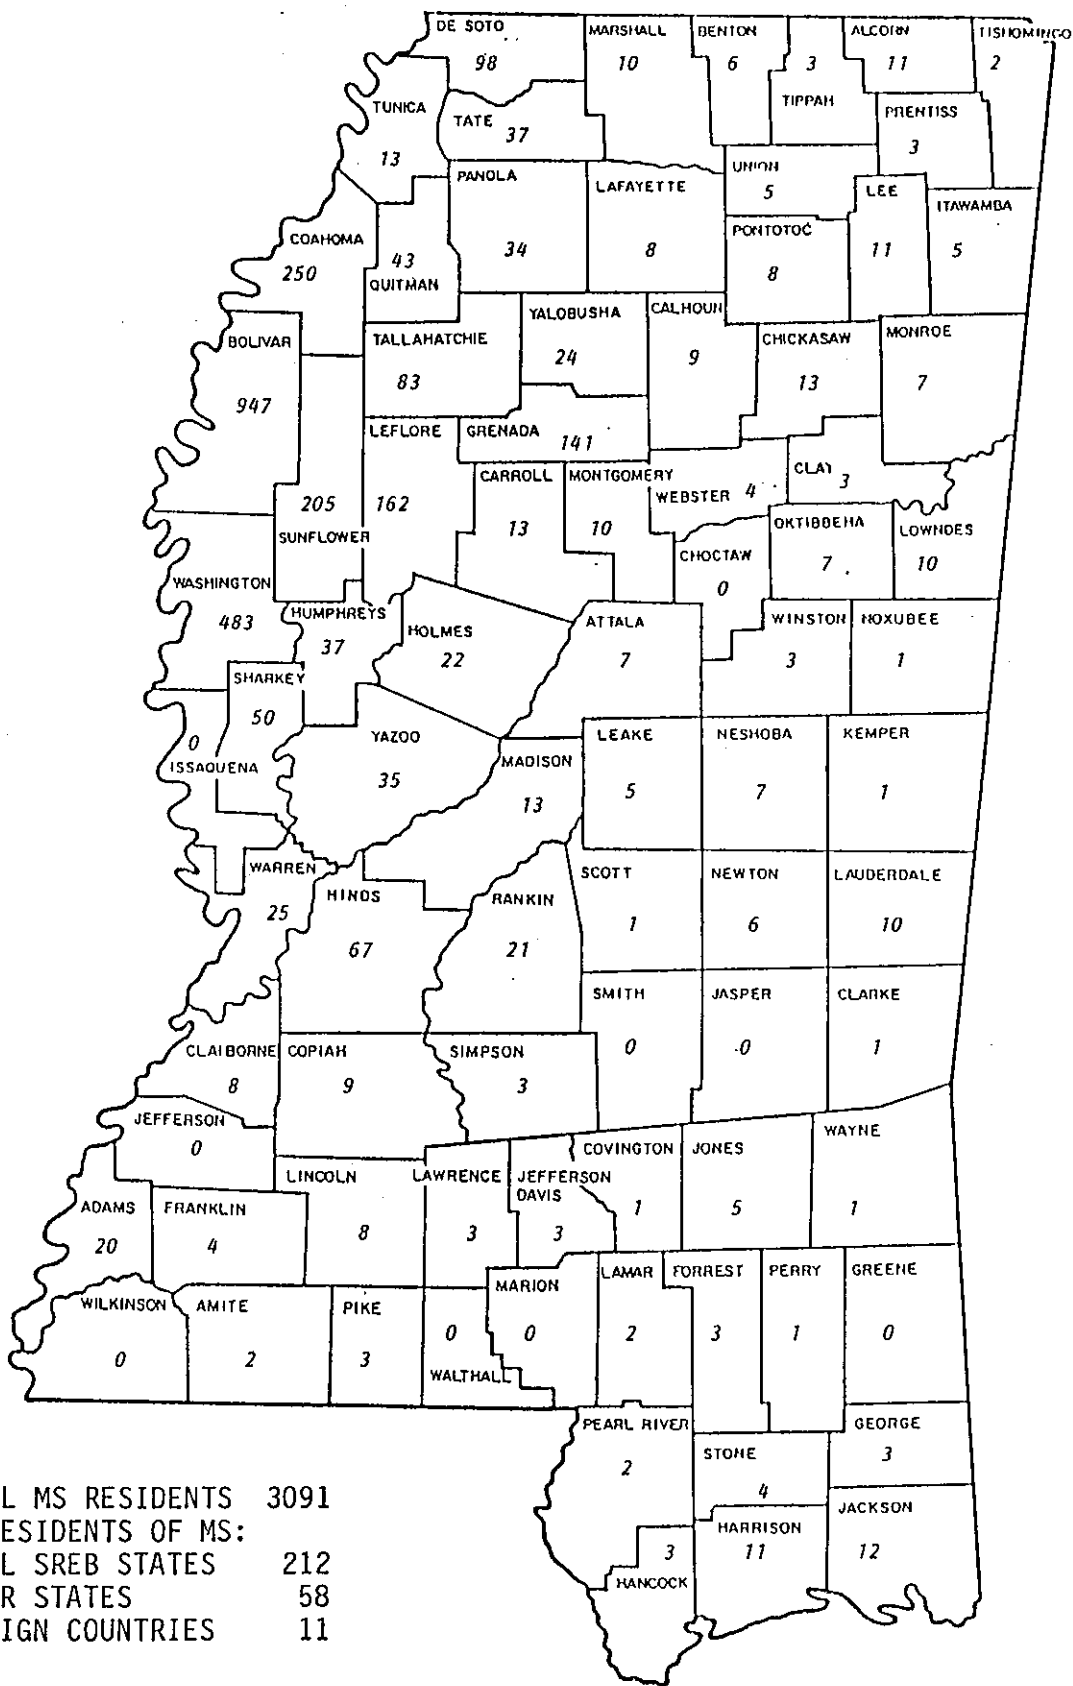 DE SOTO
98
MARSHALL
10
BENTON
6
3
TIPPAH
ALCORN
11
TISHOMINGO
2
TUNICA
13
TATE
37
PRENTISS
3
PANOLA
34
LAFAYETTE
8
UNION
5
LEE
11
ITAWAMBA
5
COAHOMA
250
43
QUITMAN
PONTOTOC
8
BOLIVAR
947
TALLAHATCHIE
83
YALOBUSHA
24
CALHOUN
9
CHICKASAW
13
MONROE
7
LEFLORE
162
GRENADA
141
205
SUNFLOWER
CARROLL
13
MONTGOMERY
10
WEBSTER 4
CLAY
3
CHOCTAW
0
OKTIBBEHA
7
LOWNDES
10
WASHINGTON
483
HUMPHREYS
37
HOLMES
22
ATTALA
7
WINSTON
3
NOXUBEE
1
SHARKEY
50
0
ISSAQUENA
YAZOO
35
MADISON
13
LEAKE
5
NESHOBA
7
KEMPER
1
WARREN
25
HINDS
67
RANKIN
21
SCOTT
1
NEWTON
6
LAUDERDALE
10
SMITH
0
JASPER
0
CLARKE
1
CLAIBORNE
8
COPIAH
9
SIMPSON
3
JEFFERSON
0
LINCOLN
8
LAWRENCE
3
JEFFERSON
DAVIS
3
COVINGTON
1
JONES
5
WAYNE
1
ADAMS
20
FRANKLIN
4
WILKINSON
0
AMITE
2
PIKE
3
0
WALTHALL
MARION
0
LAMAR
2
FORREST
3
PERRY
1
GREENE
0
PEARL RIVER
2
STONE
4
GEORGE
3
HARRISON
11
JACKSON
12
3
HANCOCK
L MS RESIDENTS 3091
ESIDENTS OF MS:
L SREB STATES 212
R STATES 58
IGN COUNTRIES 11